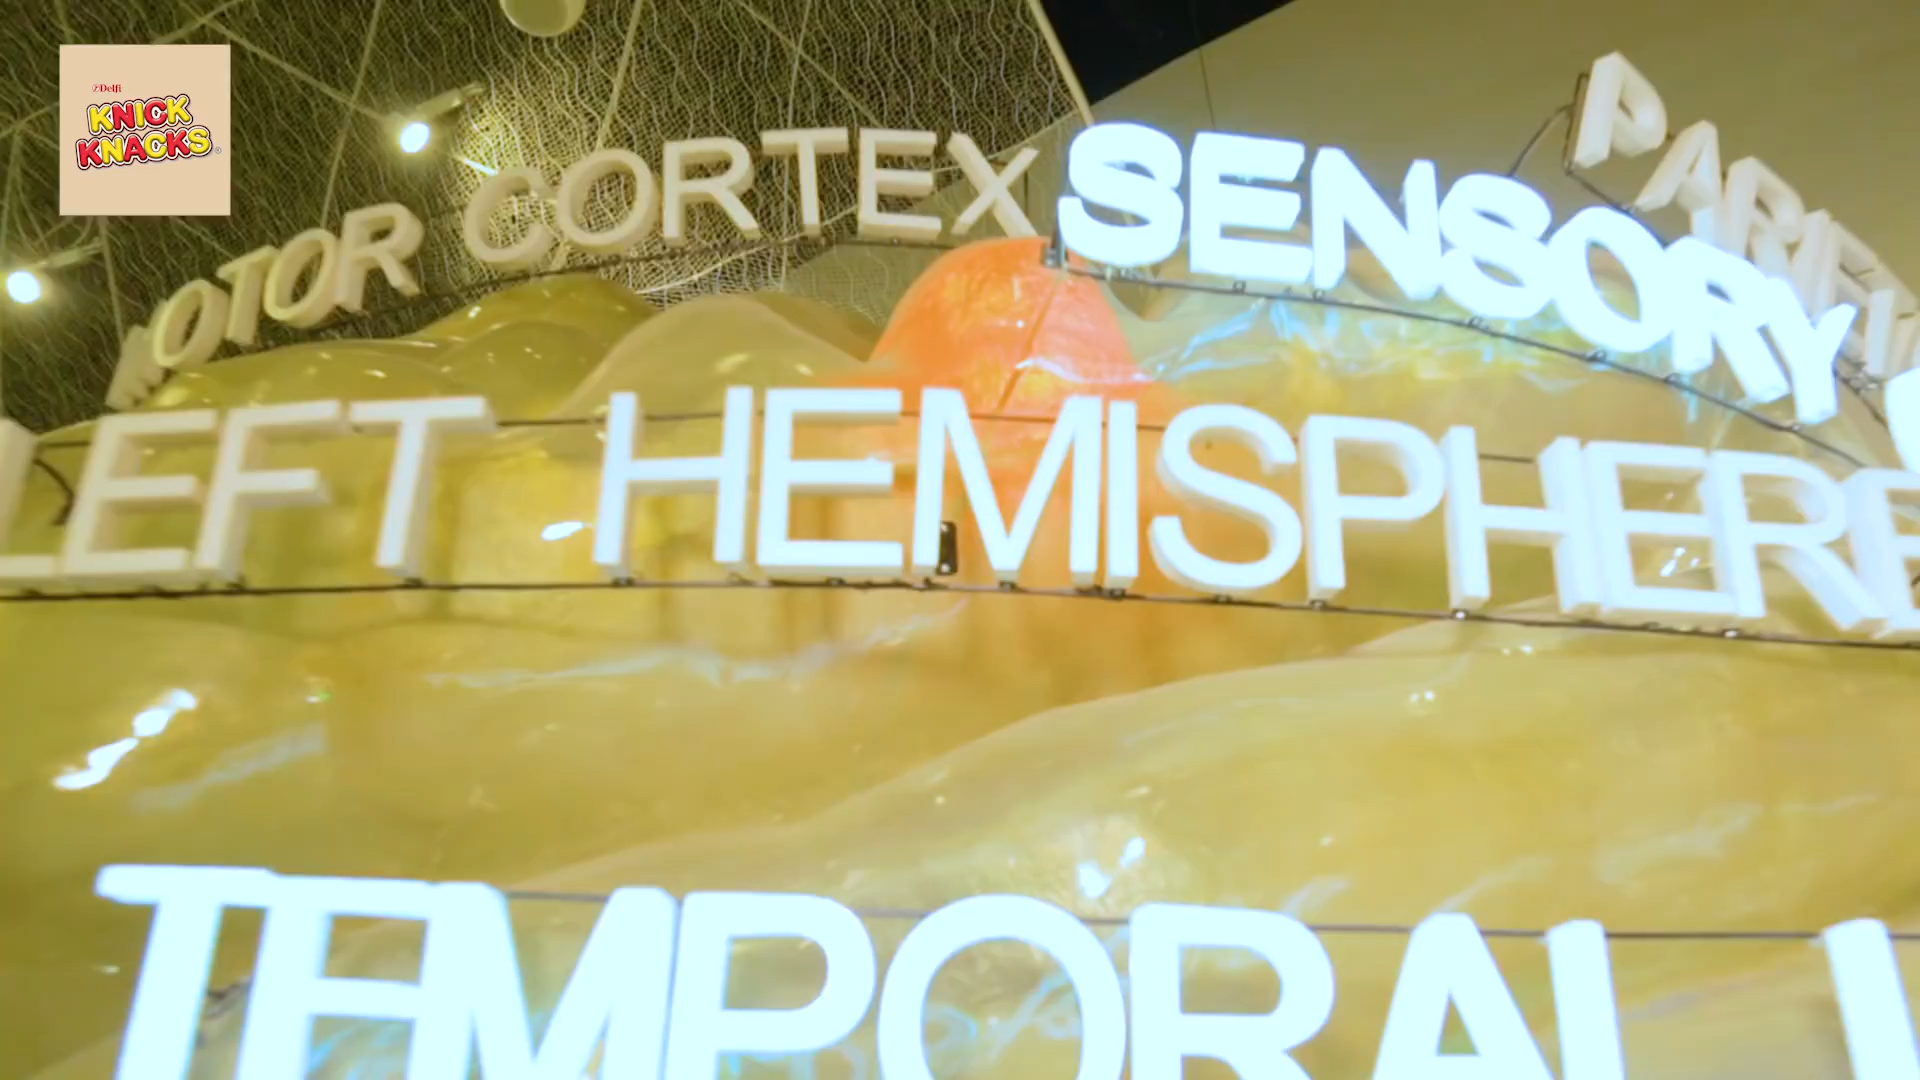 Delfi
KNICK
KNACKS
MOTOR CORTEX
SENSORY
LEFT HEMISPHERE
TEMPORAL